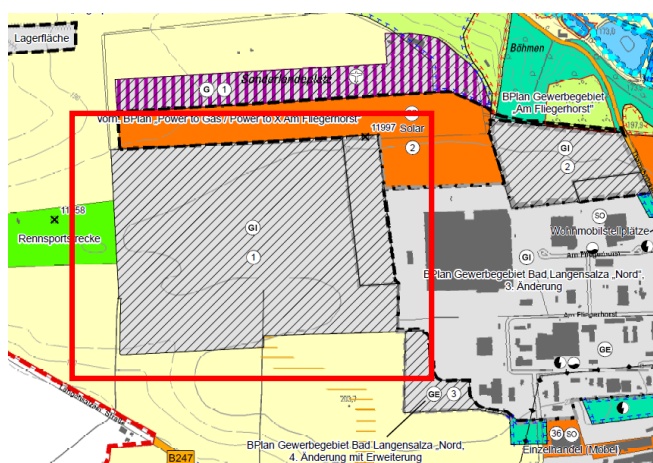 Lagerfläche
173,0
Böhmen
BPlan Gewerbegebiet
„Am Fliegerhorst"
G 1
Sonderlandeplatz
Vorh. BPlan „Power to Gas / Power to X Am Fliegerhorst"
11997
Solar
2
GI
2
Rennsportstrecke
GI
1
SO
Wohnmobilstellplätze
GI
BPlan Gewerbegebiet Bad Langensalza „Nord",
3. Änderung
Am Fliegerhorst
GE
GE 3
BPlan Gewerbegebiet Bad Langensalza „Nord,
4. Änderung mit Erweiterung
B247
36 SO
Einzelhandel (Möbel)